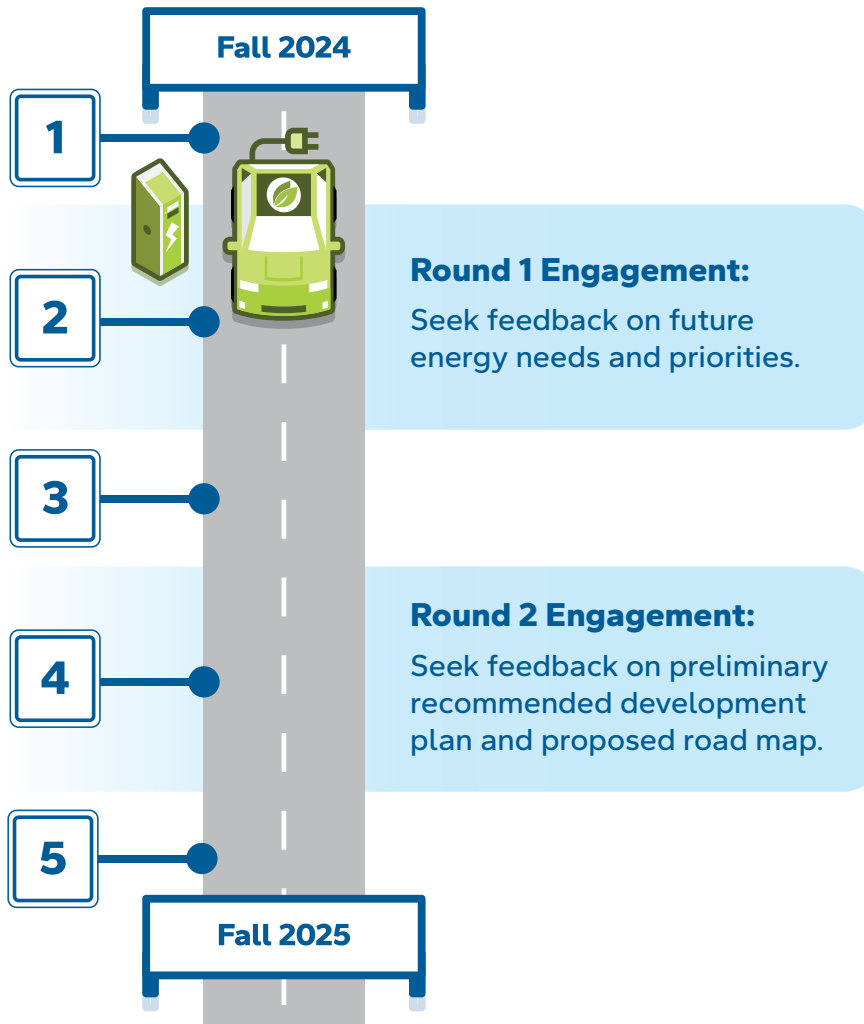 Fall 2024
1
2
Round 1 Engagement:
Seek feedback on future
energy needs and priorities.
3
4
Round 2 Engagement:
Seek feedback on preliminary
recommended development
plan and proposed road map.
5
Fall 2025